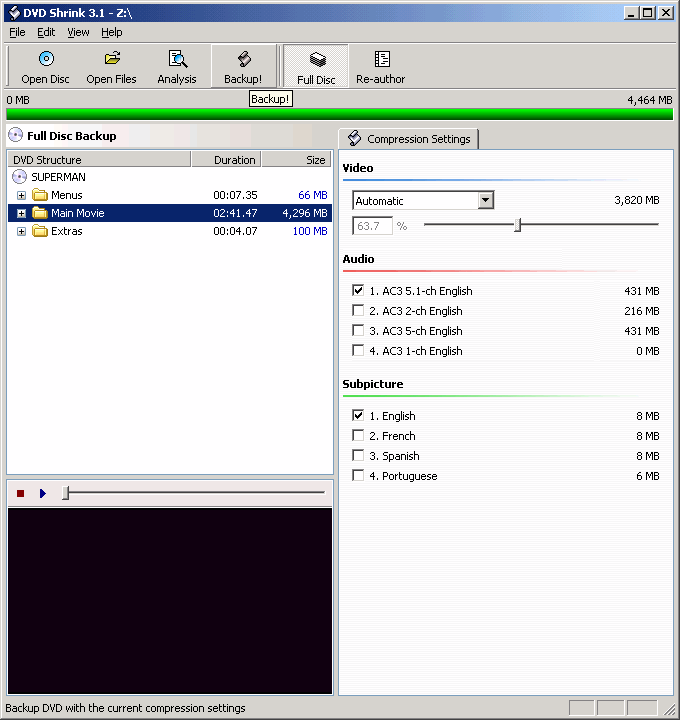 DVD Shrink 3.1 - Z:\
File Edit View Help
Open Disc Open Files Analysis Backup! Full Disc Re-author
Backup!
0 MB 4,464 MB
Full Disc Backup
DVD Structure Duration Size
SUPERMAN
Menus 00:07.35 66 MB
Main Movie 02:41.47 4,296 MB
Extras 00:04.07 100 MB
Compression Settings
Video
Automatic 3,820 MB
63.7 %
Audio
1. AC3 5.1-ch English 431 MB
2. AC3 2-ch English 216 MB
3. AC3 5-ch English 431 MB
4. AC3 1-ch English 0 MB
Subpicture
1. English 8 MB
2. French 8 MB
3. Spanish 8 MB
4. Portuguese 6 MB
Backup DVD with the current compression settings